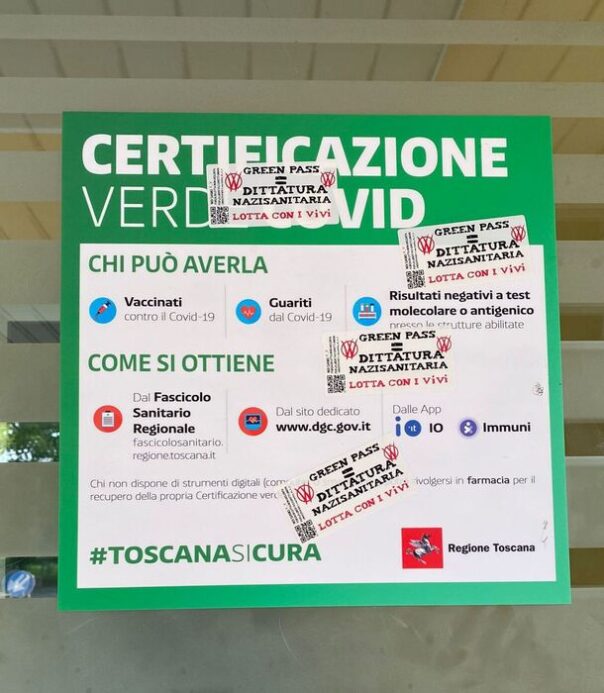 CERTIFICAZIONE
VERD COVID
GREEN PASS
=
DITTATURA
NAZISANITARIA
LOTTA CON I ViVi
GREEN PASS
=
DITTATURA
NAZISANITARIA
LOTTA CON I ViVi
CHI PUÒ AVERLA
Vaccinati
contro il Covid-19
Guariti
dal Covid-19
Risultati negativi a test
molecolare o antigenico
presso le strutture abilitate
GREEN PASS
=
DITTATURA
NAZISANITARIA
LOTTA CON I ViVi
COME SI OTTIENE
Dal Fascicolo
Sanitario
Regionale
fascicolosanitario.
regione.toscana.it
Dal sito dedicato
www.dgc.gov.it
Dalle App
IO
Immuni
GREEN PASS
=
DITTATURA
NAZISANITARIA
LOTTA CON I ViVi
Chi non dispone di strumenti digitali (com volgersi in farmacia per il
recupero della propria Certificazione verd
#TOSCANASICURA
Regione Toscana